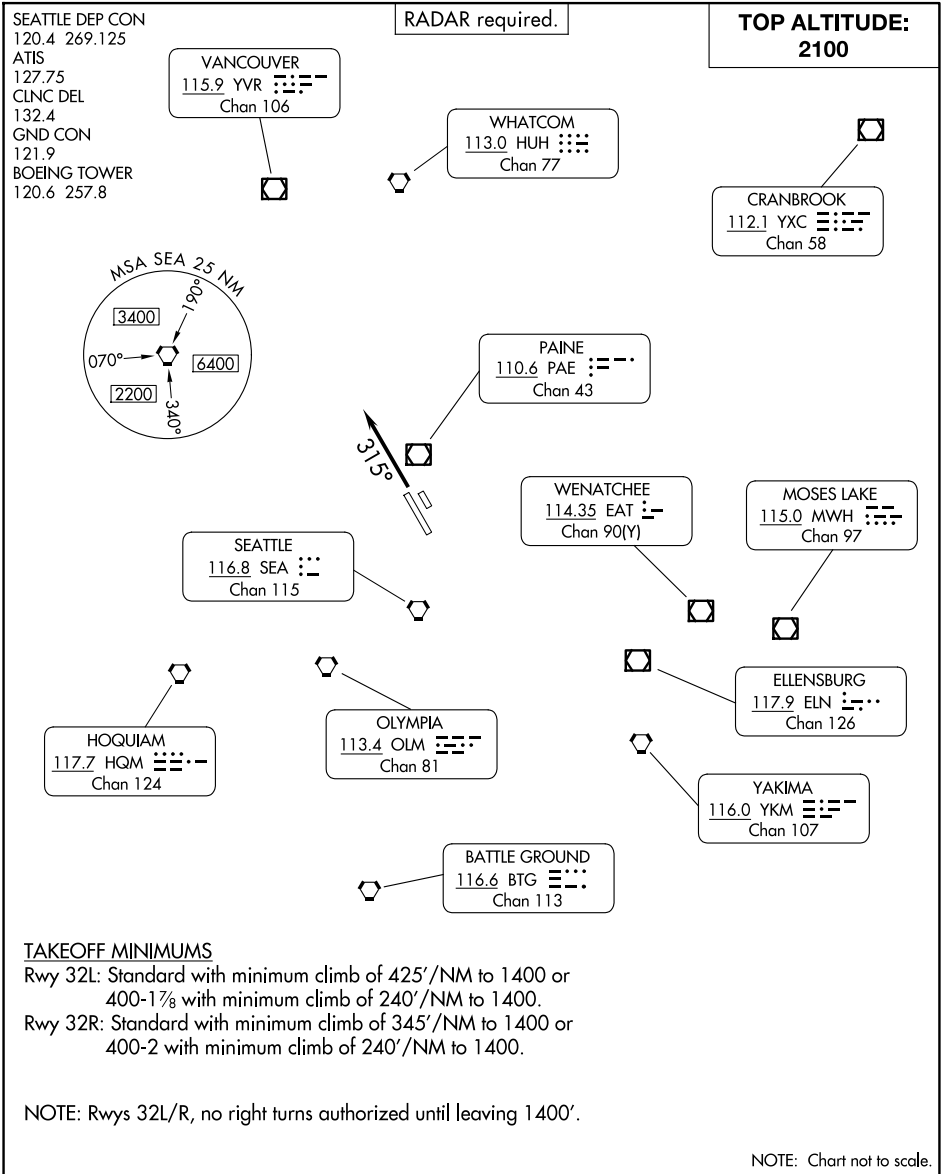 SEATTLE DEP CON
120.4 269.125
ATIS
127.75
CLNC DEL
132.4
GND CON
121.9
BOEING TOWER
120.6 257.8
RADAR required.
TOP ALTITUDE:
2100
VANCOUVER
115.9 YVR
Chan 106
WHATCOM
113.0 HUH
Chan 77
CRANBROOK
112.1 YXC
Chan 58
MSA SEA 25 NM
190°
3400
070°
6400
2200
340°
PAINE
110.6 PAE
Chan 43
315°
WENATCHEE
114.35 EAT
Chan 90(Y)
MOSES LAKE
115.0 MWH
Chan 97
SEATTLE
116.8 SEA
Chan 115
ELLENSBURG
117.9 ELN
Chan 126
HOQUIAM
117.7 HQM
Chan 124
OLYMPIA
113.4 OLM
Chan 81
YAKIMA
116.0 YKM
Chan 107
BATTLE GROUND
116.6 BTG
Chan 113
TAKEOFF MINIMUMS
Rwy 32L: Standard with minimum climb of 425'/NM to 1400 or
400-1⅞ with minimum climb of 240'/NM to 1400.
Rwy 32R: Standard with minimum climb of 345'/NM to 1400 or
400-2 with minimum climb of 240'/NM to 1400.
NOTE: Rwys 32L/R, no right turns authorized until leaving 1400'.
NOTE: Chart not to scale.